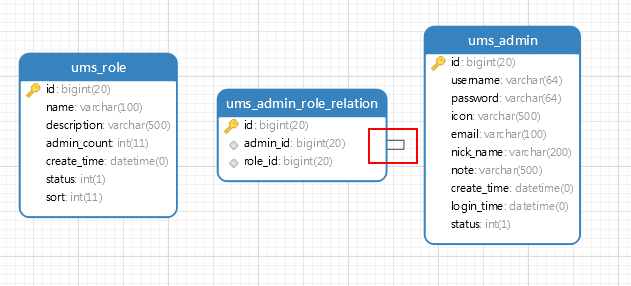 ums_role
id: bigint(20)
name: varchar(100)
description: varchar(500)
admin_count: int(11)
create_time: datetime(0)
status: int(1)
sort: int(11)
ums_admin_role_relation
id: bigint(20)
admin_id: bigint(20)
role_id: bigint(20)
ums_admin
id: bigint(20)
username: varchar(64)
password: varchar(64)
icon: varchar(500)
email: varchar(100)
nick_name: varchar(200)
note: varchar(500)
create_time: datetime(0)
login_time: datetime(0)
status: int(1)